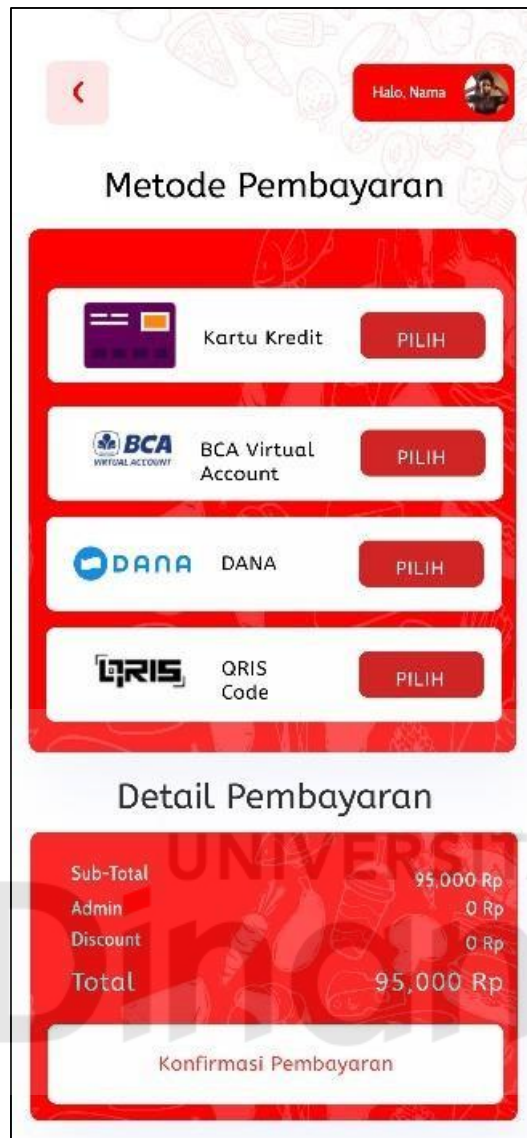 Halo, Nama
Metode Pembayaran
Kartu Kredit
PILIH
BCA
VIRTUAL ACCOUNT
BCA Virtual
Account
PILIH
DANA
DANA
PILIH
QRIS
QRIS
Code
PILIH
Detail Pembayaran
UNIVERSIT
Dinam
Sub-Total 95,000 Rp
Admin 0 Rp
Discount 0 Rp
Total 95,000 Rp
Konfirmasi Pembayaran